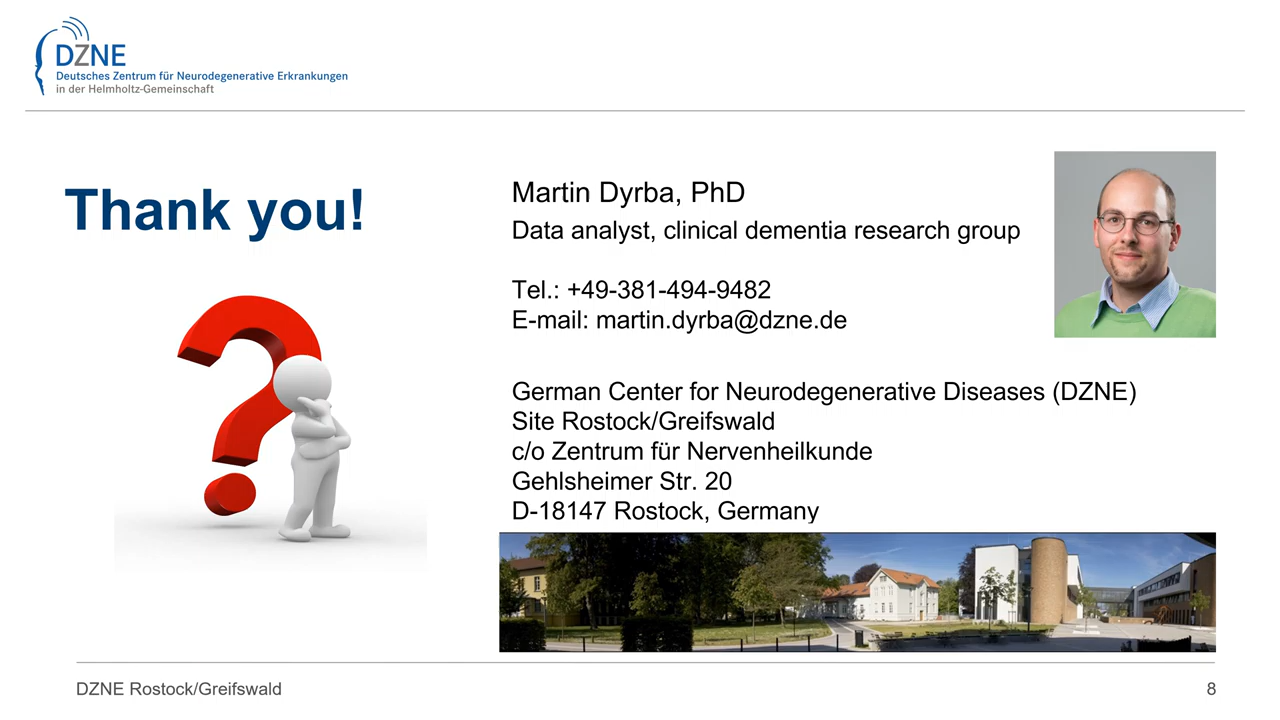 DZNE
Deutsches Zentrum für Neurodegenerative Erkrankungen
in der Helmholtz-Gemeinschaft
Thank you!
Martin Dyrba, PhD
Data analyst, clinical dementia research group
Tel.: +49-381-494-9482
E-mail: martin.dyrba@dzne.de
German Center for Neurodegenerative Diseases (DZNE)
Site Rostock/Greifswald
c/o Zentrum für Nervenheilkunde
Gehlsheimer Str. 20
D-18147 Rostock, Germany
DZNE Rostock/Greifswald
8